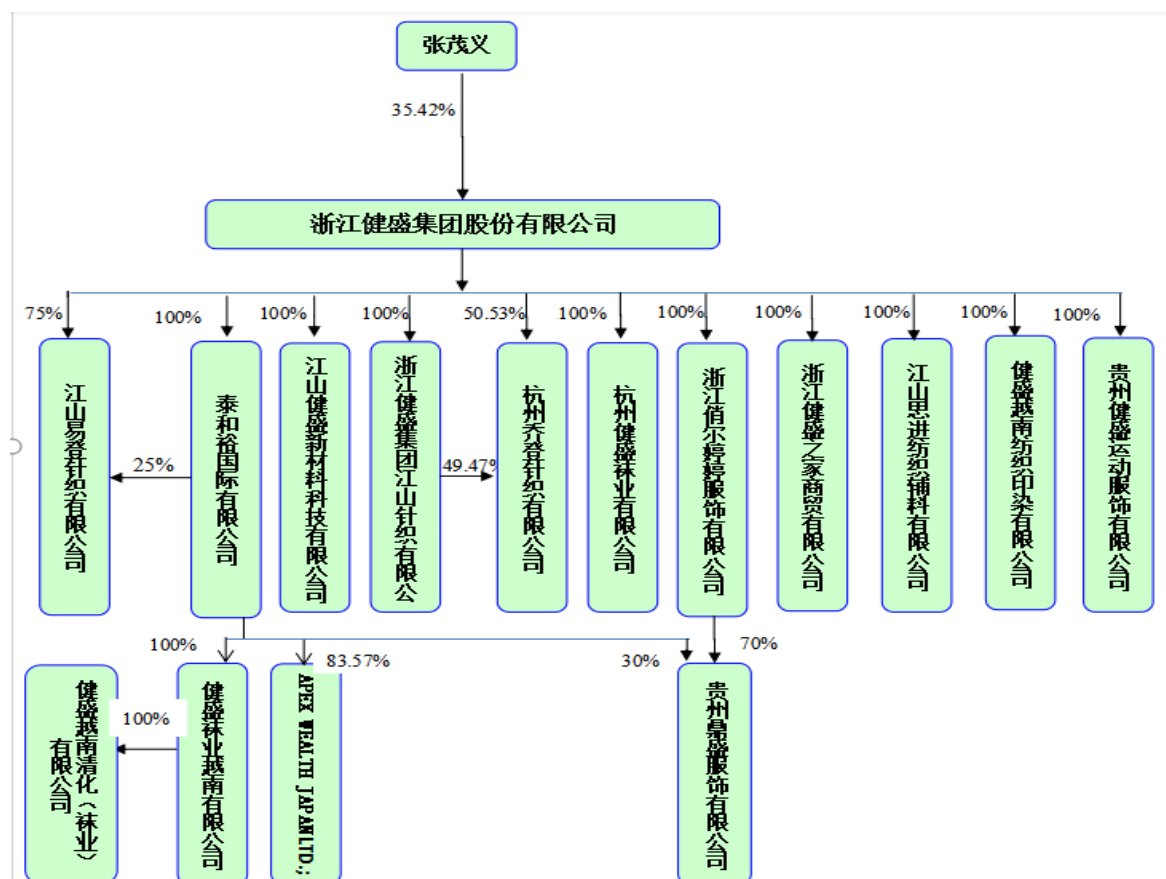 张茂义
35.42%
浙江健盛集团股份有限公司
75%
100%
100%
100%
50.53%
100%
100%
100%
100%
100%
100%
江山易登针织有限公司
泰和裕国际有限公司
江山健盛新材料科技有限公司
浙江健盛集团江山针织有限公
杭州乔登针织有限公司
杭州健盛袜业有限公司
浙江俏尔婷婷服饰有限公司
浙江健盛之家商贸有限公司
江山思进纺织辅料有限公司
健盛越南纺织印染有限公司
贵州健盛运动服饰有限公司
25%
49.47%
100%
83.57%
30%
70%
健盛越南清化（袜业）
有限公司
100%
健盛袜业越南有限公司
APEX WEALTH JAPAN LTD.;
贵州鼎盛服饰有限公司